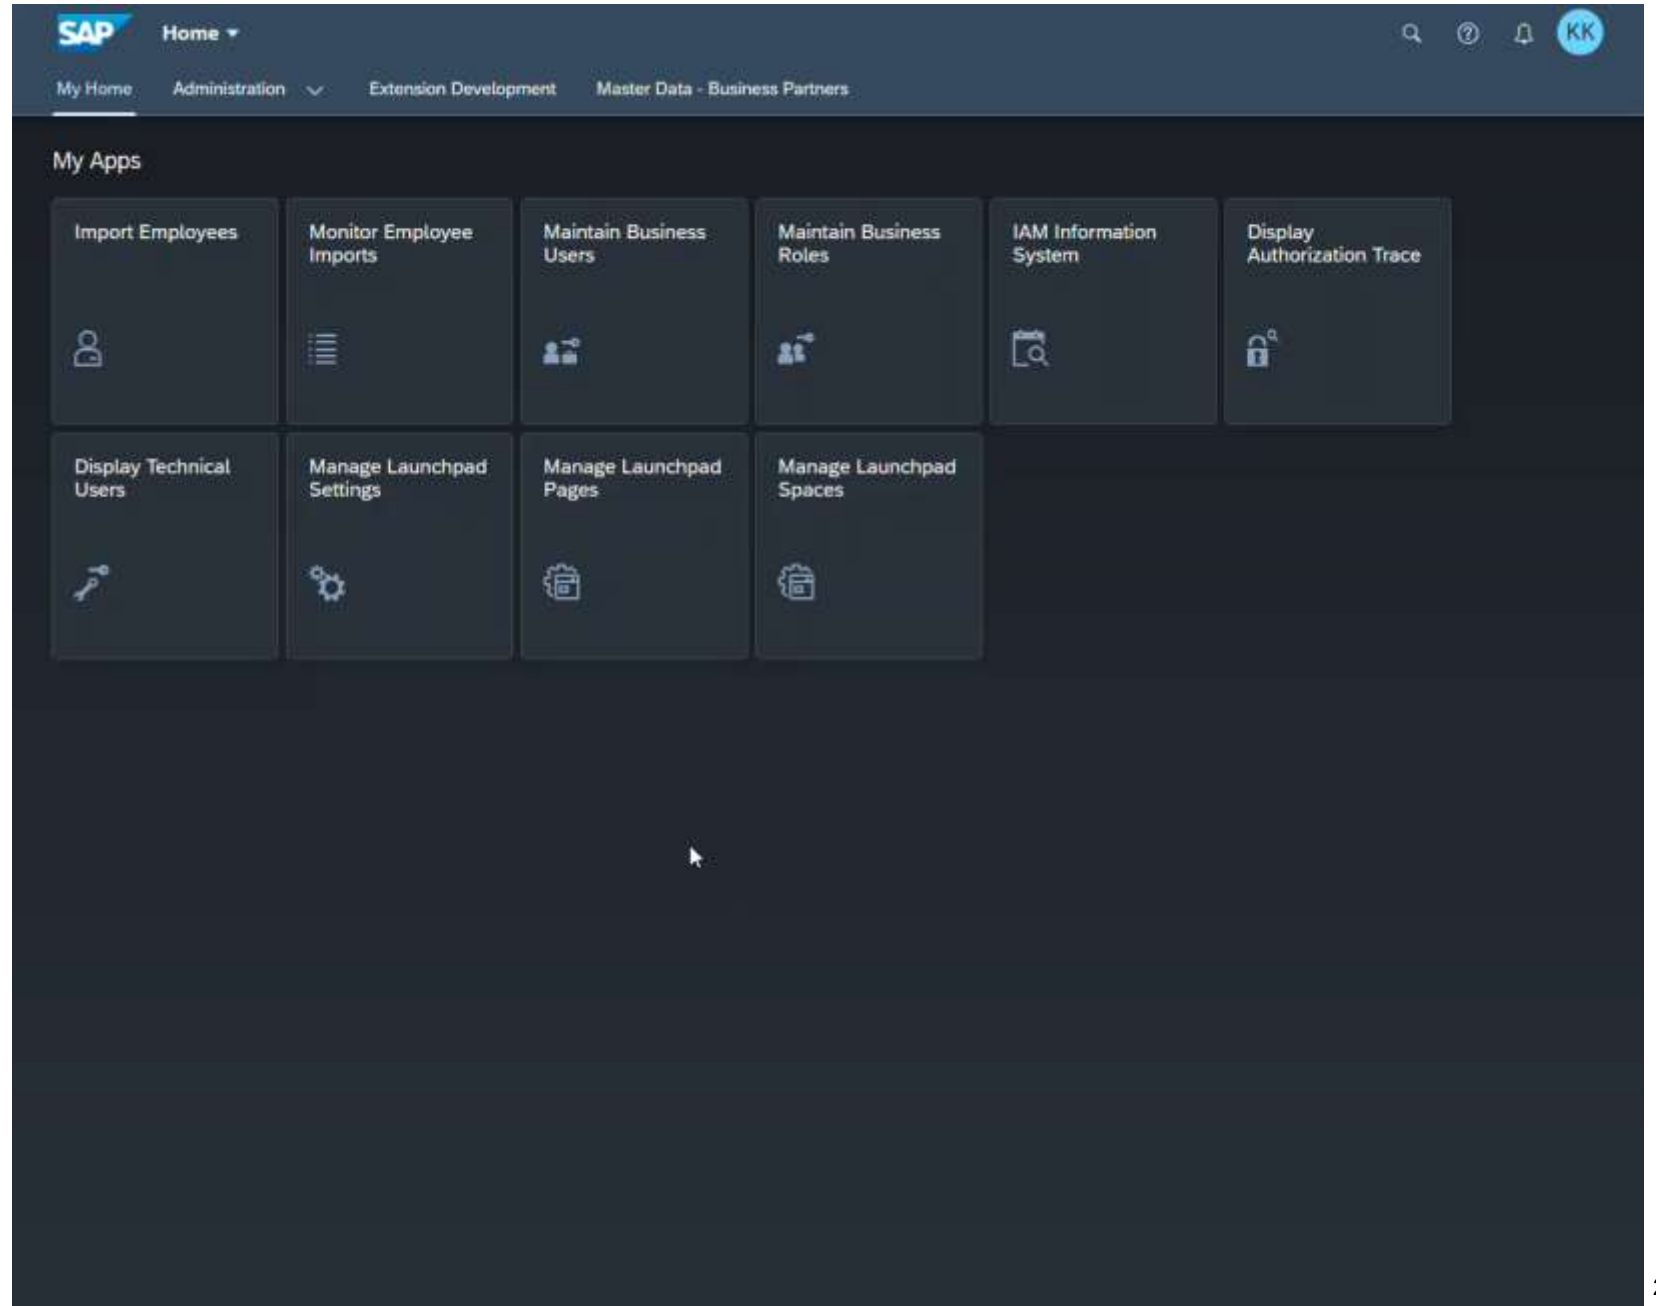 SAP Home
KK
My Home Administration Extension Development Master Data - Business Partners
My Apps
Import Employees
Monitor Employee
Imports
Maintain Business
Users
Maintain Business
Roles
IAM Information
System
Display
Authorization Trace
Display Technical
Users
Manage Launchpad
Settings
Manage Launchpad
Pages
Manage Launchpad
Spaces